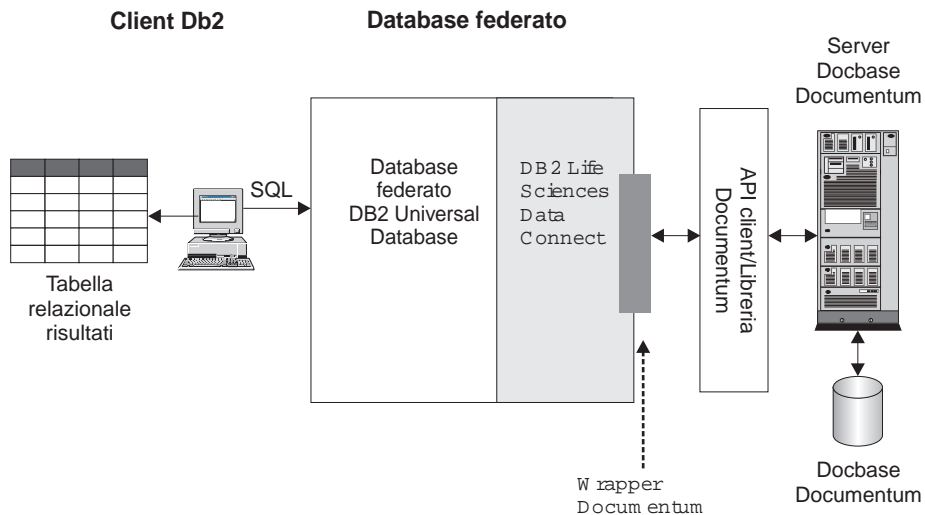 Client Db2
Database federato
Server
Docbase
Documentum
SQL
Database
federato
DB2 Universal
Database
DB2 Life
Sciences
Data
Connect
API client/Libreria
Documentum
Tabella
relazionale
risultati
Wrapper
Documentum
Docbase
Documentum